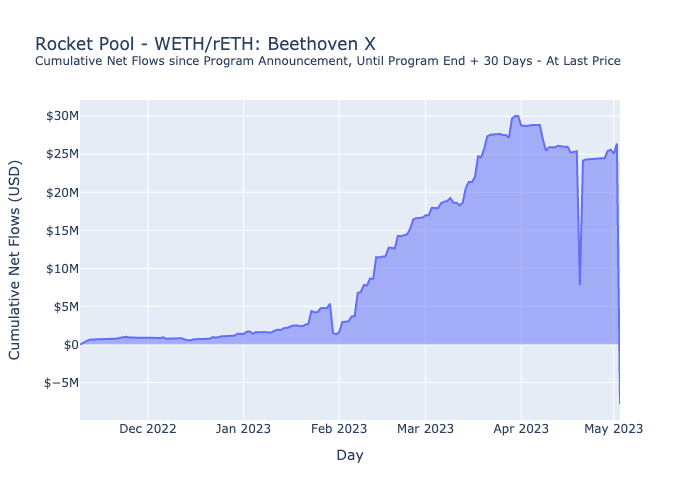 Rocket Pool - WETH/rETH: Beethoven X
Cumulative Net Flows since Program Announcement, Until Program End + 30 Days - At Last Price
Cumulative Net Flows (USD)
$30M
$25M
$20M
$15M
$10M
$5M
$0
$−5M
Dec 2022 Jan 2023 Feb 2023 Mar 2023 Apr 2023 May 2023
Day